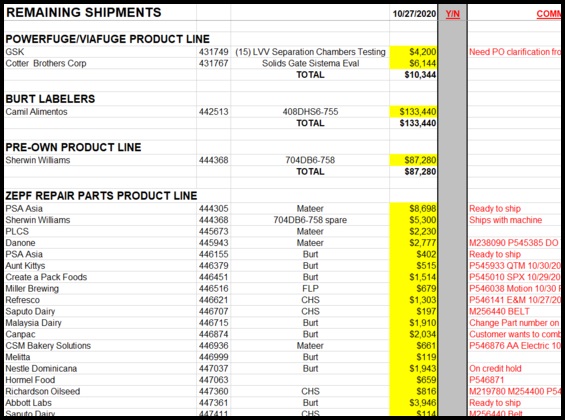 REMAINING SHIPMENTS 10/27/2020 Y/N COMM
POWERFUGE/VIAFUGE PRODUCT LINE
GSK 431749 (15) LVV Separation Chambers Testing $4,200 Need PO clarification fro
Cotter Brothers Corp 431767 Solids Gate Sistema Eval $6,144
TOTAL $10,344
BURT LABELERS
Camil Alimentos 442513 408DHS6-755 $133,440
TOTAL $133,440
PRE-OWN PRODUCT LINE
Sherwin Williams 444368 704DB6-758 $87,280
TOTAL $87,280
ZEPF REPAIR PARTS PRODUCT LINE
PSA Asia 444305 Mateer $8,698 Ready to ship
Sherwin Williams 444368 704DB6-758 spare $5,300 Ships with machine
PLCS 445673 Mateer $2,230
Danone 445943 Mateer $2,777 M238090 P545385 DO
PSA Asia 446155 Burt $402 Ready to ship
Aunt Kittys 446379 Burt $515 P545933 QTM 10/30/20
Create a Pack Foods 446451 Burt $1,514 P545010 SPX 10/29/20
Miller Brewing 446516 FLP $679 P546038 Motion 10/30 P
Refresco 446621 CHS $1,303 P546141 E&M 10/27/20
Saputo Dairy 446707 CHS $197 M256440 BELT
Malaysia Dairy 446715 Burt $1,910 Change Part number on
Canpac 446874 Burt $2,034 Customer wants to comb
CSM Bakery Solutions 446936 Mateer $661 P546876 AA Electric 10
Melitta 446999 Burt $119
Nestle Dominicana 447037 Burt $1,943 On credit hold
Hormel Food 447063 $659 P546871
Richardson Oilseed 447360 CHS $816 M219780 M254400 P54
Abbott Labs 447361 Burt $3,946 Ready to ship
Saputo Dairy 447411 CHS $114 M256440 Belt